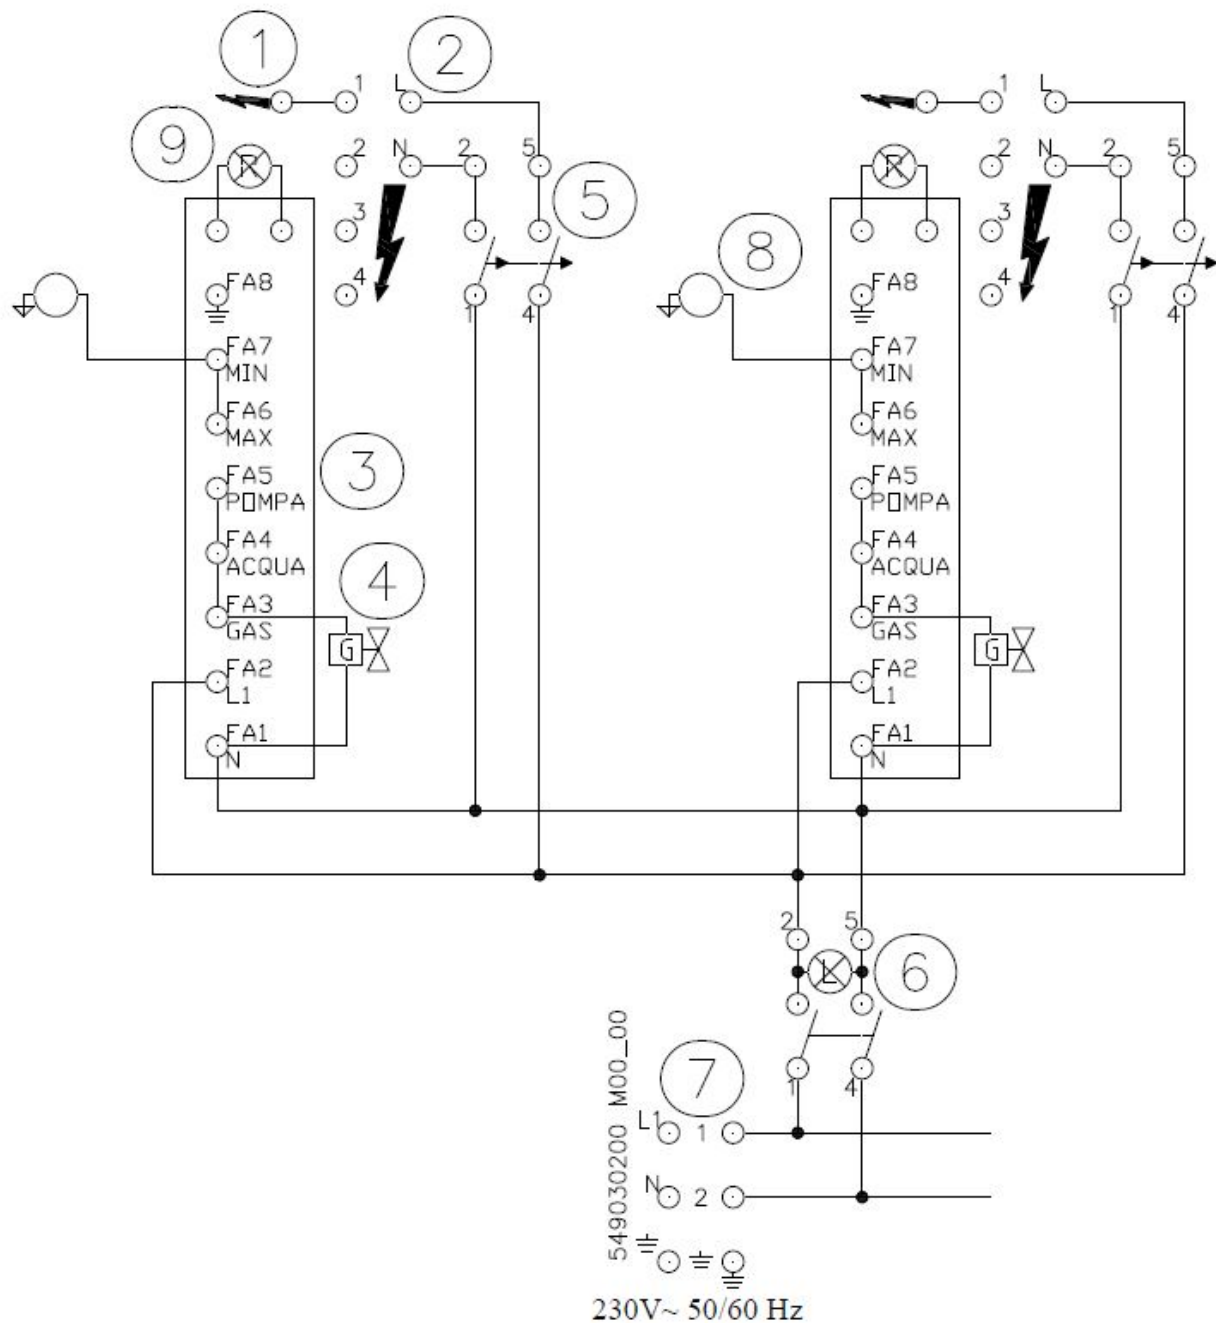 1
2
1
L
1
L
9
R
2
N
2
5
R
2
N
2
5
5
3
8
3
FA8
4
1
4
FA8
4
1
4
FA7
MIN
FA7
MIN
FA6
MAX
FA6
MAX
3
FA5
POMPA
FA5
POMPA
FA4
ACQUA
FA4
ACQUA
4
FA3
GAS
FA3
GAS
G
G
FA2
L1
FA2
L1
FA1
N
FA1
N
2
5
L
6
1
4
7
L1
1
N
2
549030200 M00_00
230V~ 50/60 Hz